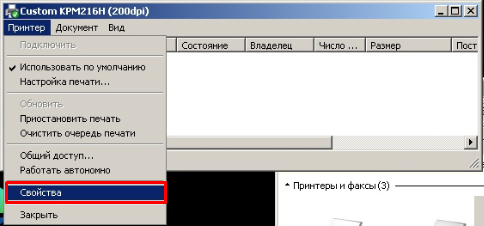 Custom KPM216H (200dpi)
Принтер Документ Вид
Подключить
Состояние Владелец Число ... Размер Пост
Использовать по умолчанию
Настройка печати...
Обновить
Приостановить печать
Очистить очередь печати
Общий доступ...
Работать автономно
Свойства
Принтеры и факсы (3)
Закрыть